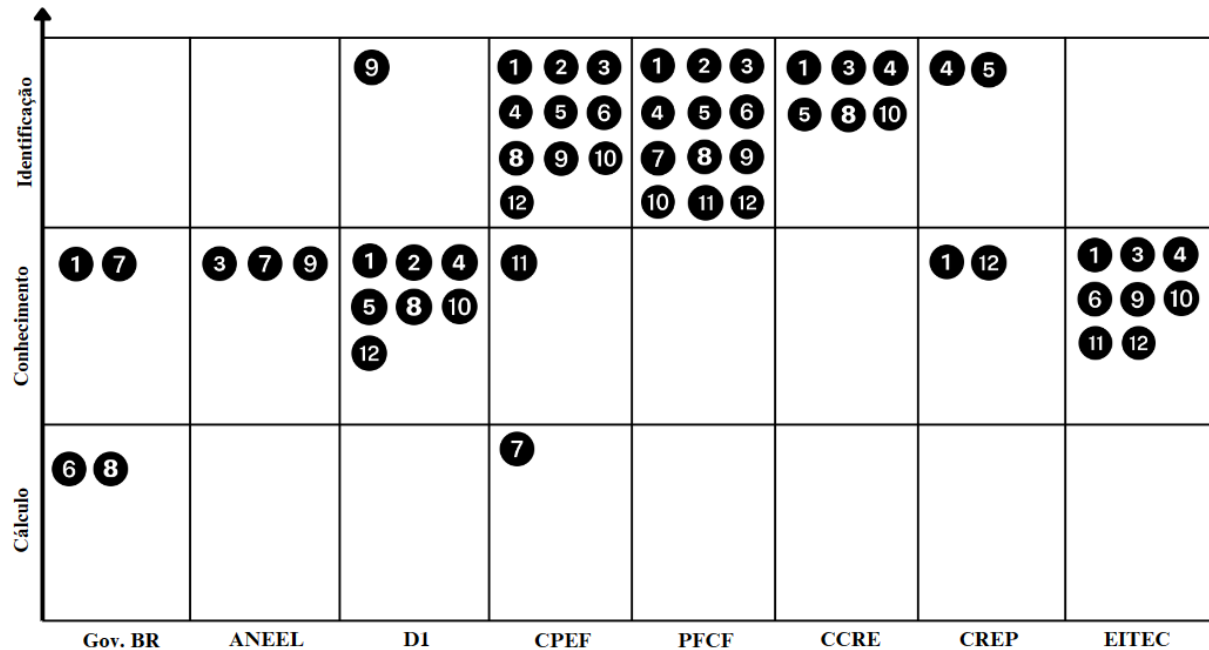 Identificação
9
1 2 3
4 5 6
8 9 10
12
1 2 3
4 5 6
7 8 9
10 11 12
1 3 4
5 8 10
4 5
Conhecimento
1 7
3 7 9
1 2 4
5 8 10
12
11
1 12
1 3 4
6 9 10
11 12
Cálculo
6 8
7
Gov. BR ANEEL D1 CPEF PFCF CCRE CREP EITEC